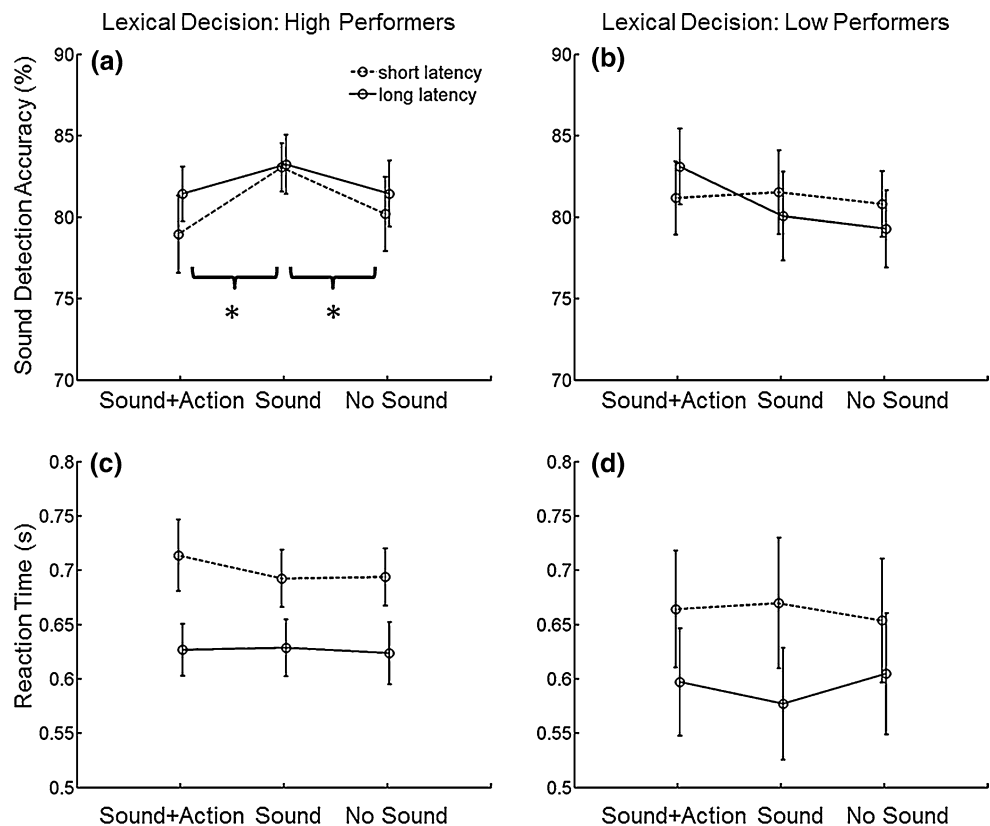 Lexical Decision: High Performers
Lexical Decision: Low Performers
Sound Detection Accuracy (%)
90
85
80
75
70
(a)
short latency
long latency
*
*
Sound+Action Sound No Sound
90
85
80
75
70
(b)
Sound+Action Sound No Sound
Reaction Time (s)
0.8
0.75
0.7
0.65
0.6
0.55
0.5
(c)
Sound+Action Sound No Sound
0.8
0.75
0.7
0.65
0.6
0.55
0.5
(d)
Sound+Action Sound No Sound